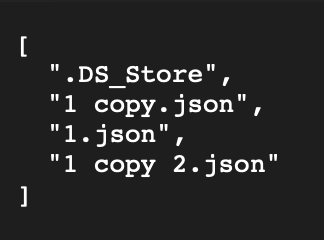 [
".DS_Store",
"1 copy.json",
"1.json",
"1 copy 2.json"
]